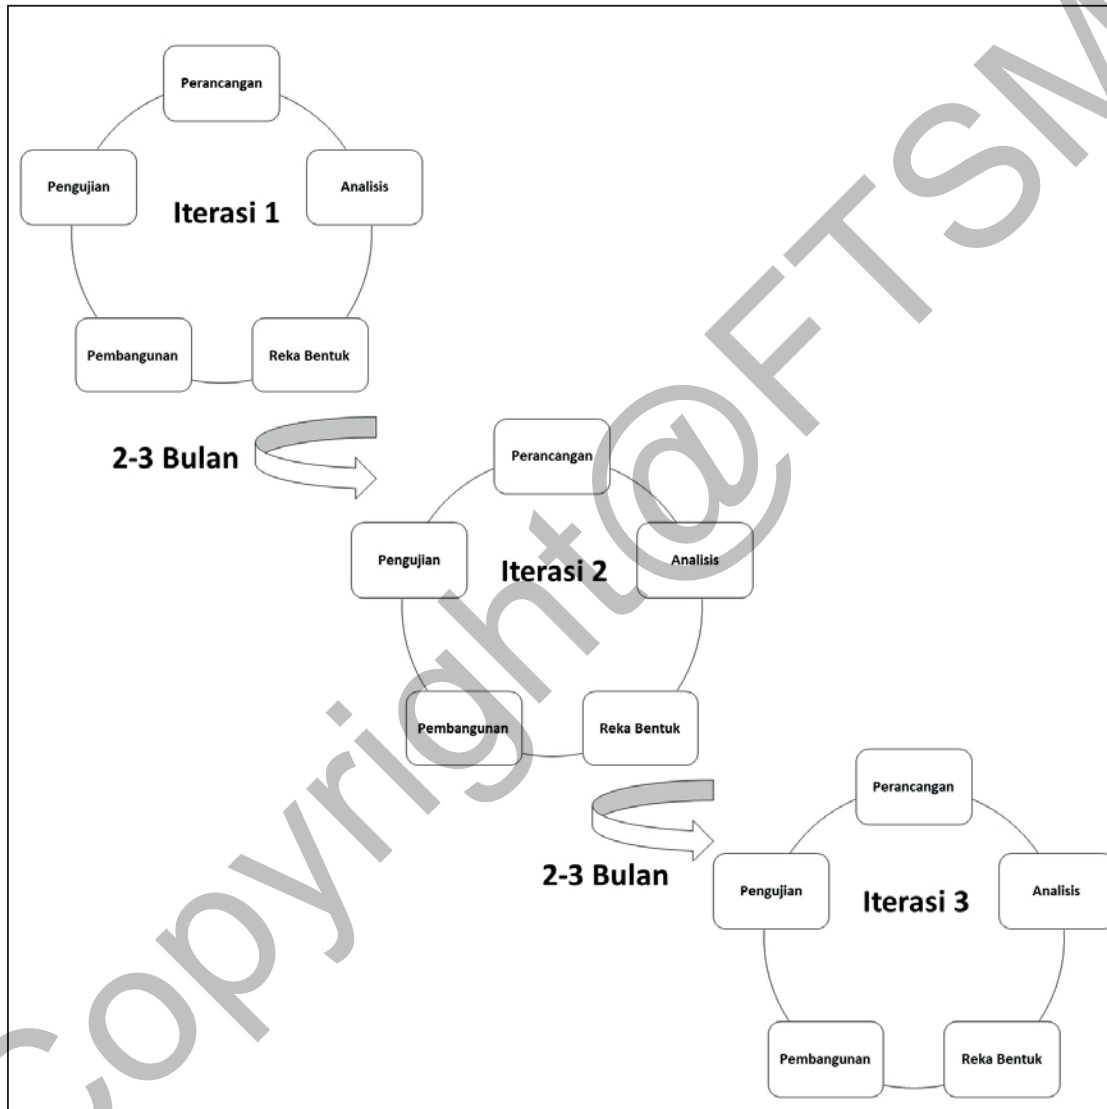 Perancangan
Pengujian
Analisis
Iterasi 1
Pembangunan
Reka Bentuk
2-3 Bulan
Perancangan
Pengujian
Analisis
Iterasi 2
Pembangunan
Reka Bentuk
2-3 Bulan
Perancangan
Pengujian
Analisis
Iterasi 3
Pembangunan
Reka Bentuk
Copyright@FTSM